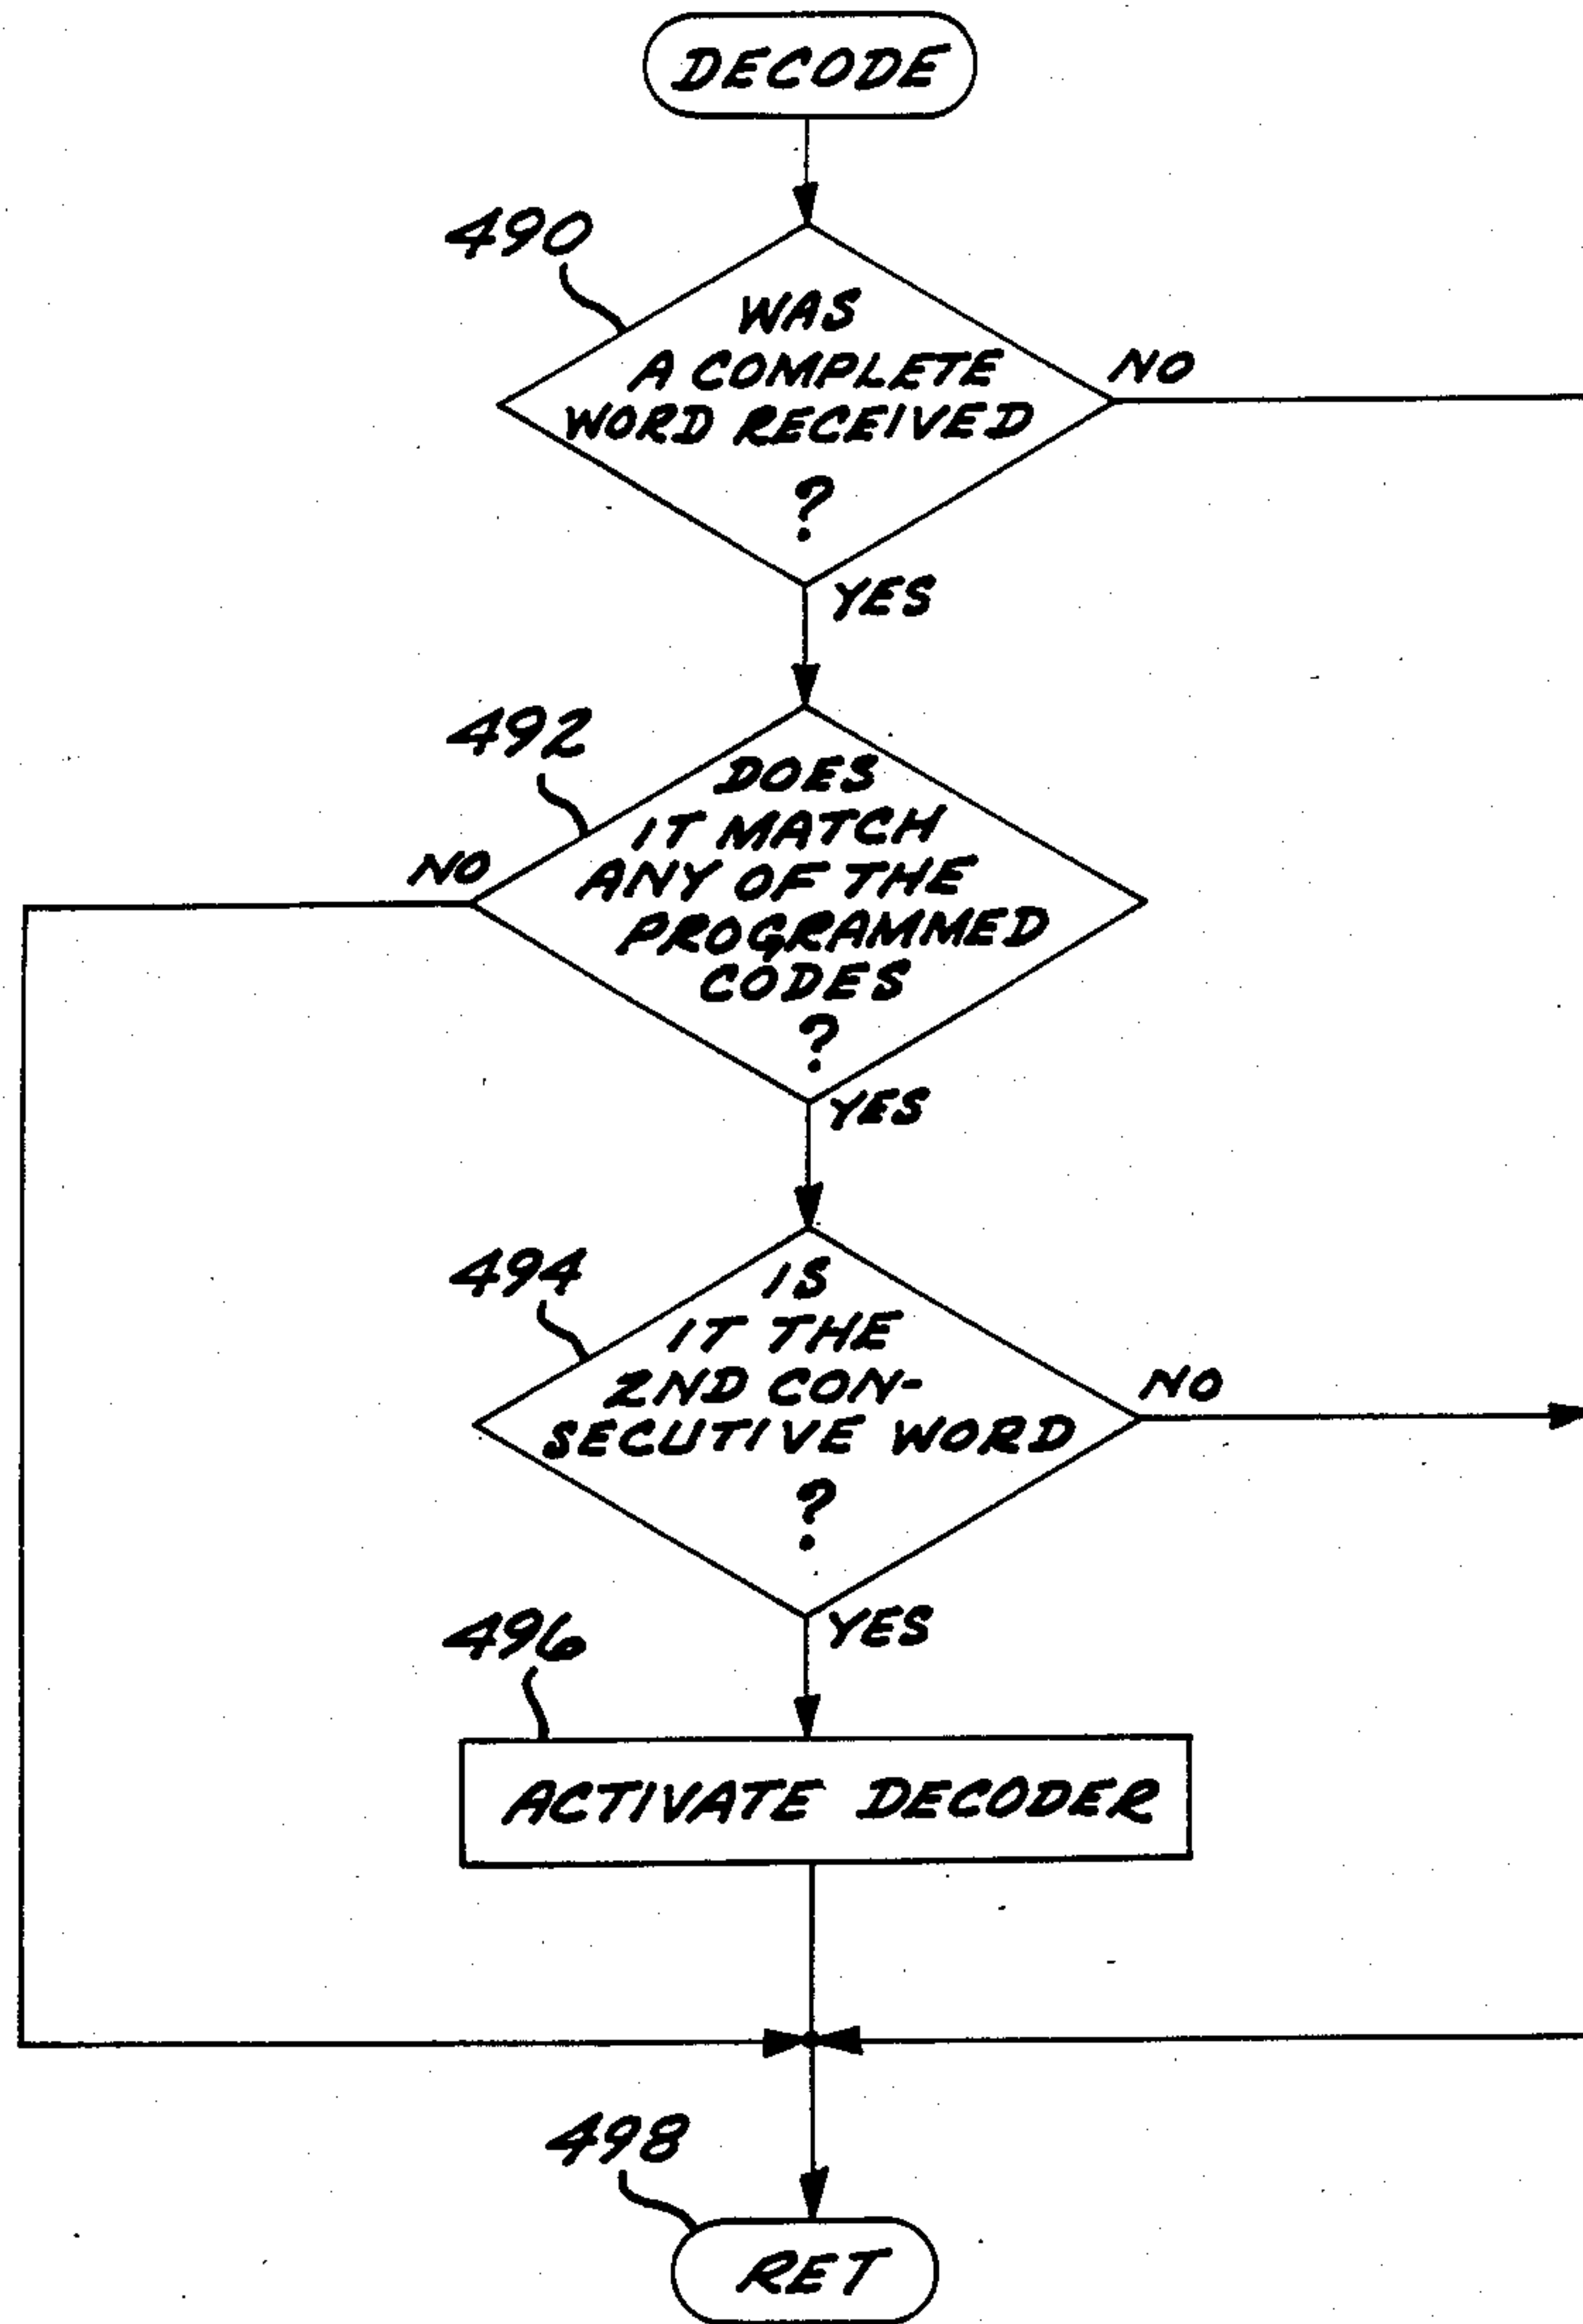 DECODE
490
WAS
A COMPLETE
WORD RECEIVED
?
NO
YES
492
DOES
IT MATCH
ANY OF THE
PROGRAMMED
CODES
?
NO
YES
494
IS
IT THE
2ND CON-
SECUTIVE WORD
?
NO
YES
496
ACTIVATE DECODER
498
RET